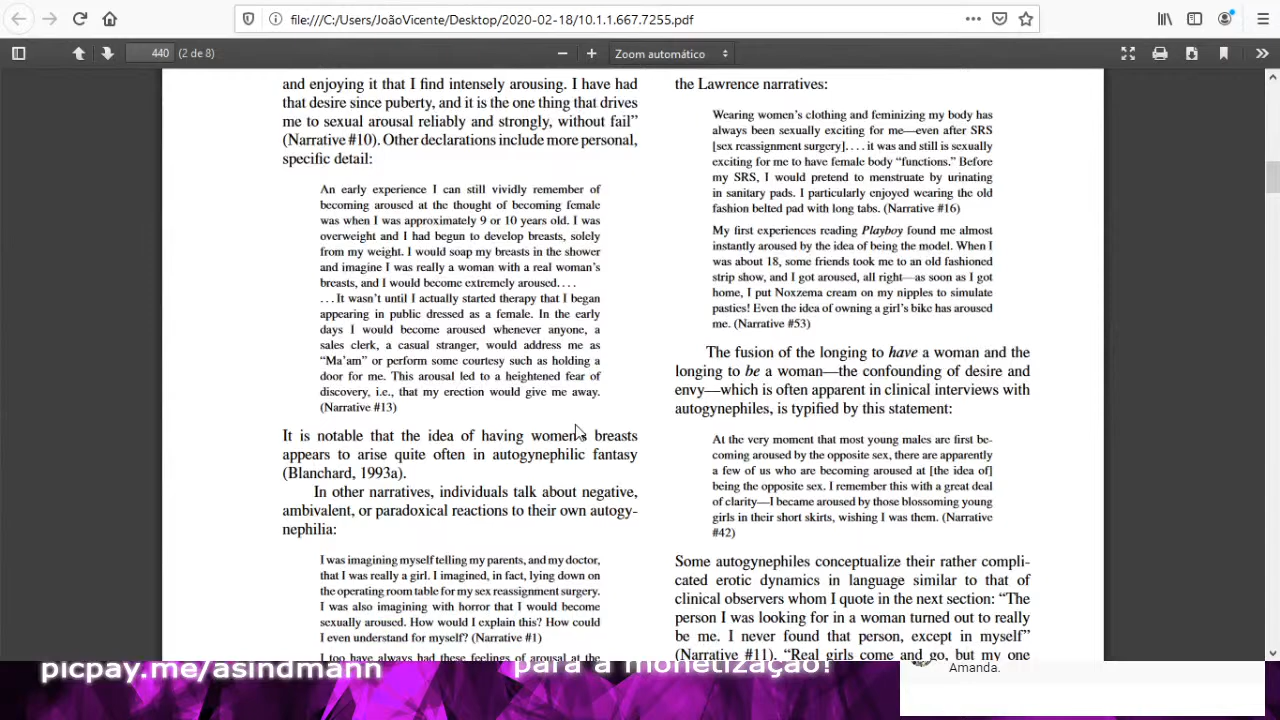 file:///C:/Users/JoãoVicente/Desktop/2020-02-18/10.1.1.667.7255.pdf
440 (2 de 8)
Zoom automático
and enjoying it that I find intensely arousing. I have had
that desire since puberty, and it is the one thing that drives
me to sexual arousal reliably and strongly, without fail”
(Narrative #10). Other declarations include more personal,
specific detail:
An early experience I can still vividly remember of
becoming aroused at the thought of becoming female
was when I was approximately 9 or 10 years old. I was
overweight and I had begun to develop breasts, solely
from my weight. I would soap my breasts in the shower
and imagine I was really a woman with a real woman’s
breasts, and I would become extremely aroused. . . .
. . . It wasn’t until I actually started therapy that I began
appearing in public dressed as a female. In the early
days I would become aroused whenever anyone, a
sales clerk, a casual stranger, would address me as
“Ma’am” or perform some courtesy such as holding a
door for me. This arousal led to a heightened fear of
discovery, i.e., that my erection would give me away.
(Narrative #13)
It is notable that the idea of having women’s breasts
appears to arise quite often in autogynephilic fantasy
(Blanchard, 1993a).
In other narratives, individuals talk about negative,
ambivalent, or paradoxical reactions to their own autogy-
nephilia:
I was imagining myself telling my parents, and my doctor,
that I was really a girl. I imagined, in fact, lying down on
the operating room table for my sex reassignment surgery.
I was also imagining with horror that I would become
sexually aroused. How would I explain this? How could
I even understand for myself? (Narrative #1)
I too have always had these feelings of arousal at the
the Lawrence narratives:
Wearing women’s clothing and feminizing my body has
always been sexually exciting for me—even after SRS
[sex reassignment surgery]. . . . it was and still is sexually
exciting for me to have female body “functions.” Before
my SRS, I would pretend to menstruate by urinating
in sanitary pads. I particularly enjoyed wearing the old
fashion belted pad with long tabs. (Narrative #16)
My first experiences reading Playboy found me almost
instantly aroused by the idea of being the model. When I
was about 18, some friends took me to an old fashioned
strip show, and I got aroused, all right—as soon as I got
home, I put Noxzema cream on my nipples to simulate
pasties! Even the idea of owning a girl’s bike has aroused
me. (Narrative #53)
The fusion of the longing to have a woman and the
longing to be a woman—the confounding of desire and
envy—which is often apparent in clinical interviews with
autogynephiles, is typified by this statement:
At the very moment that most young males are first be-
coming aroused by the opposite sex, there are apparently
a few of us who are becoming aroused at [the idea of]
being the opposite sex. I remember this with a great deal
of clarity—I became aroused by those blossoming young
girls in their short skirts, wishing I was them. (Narrative
#42)
Some autogynephiles conceptualize their rather compli-
cated erotic dynamics in language similar to that of
clinical observers whom I quote in the next section: “The
person I was looking for in a woman turned out to really
be me. I never found that person, except in myself”
(Narrative #11). “Real girls come and go, but my one
picpay.me/asindmann
para a monetização!
Amanda.